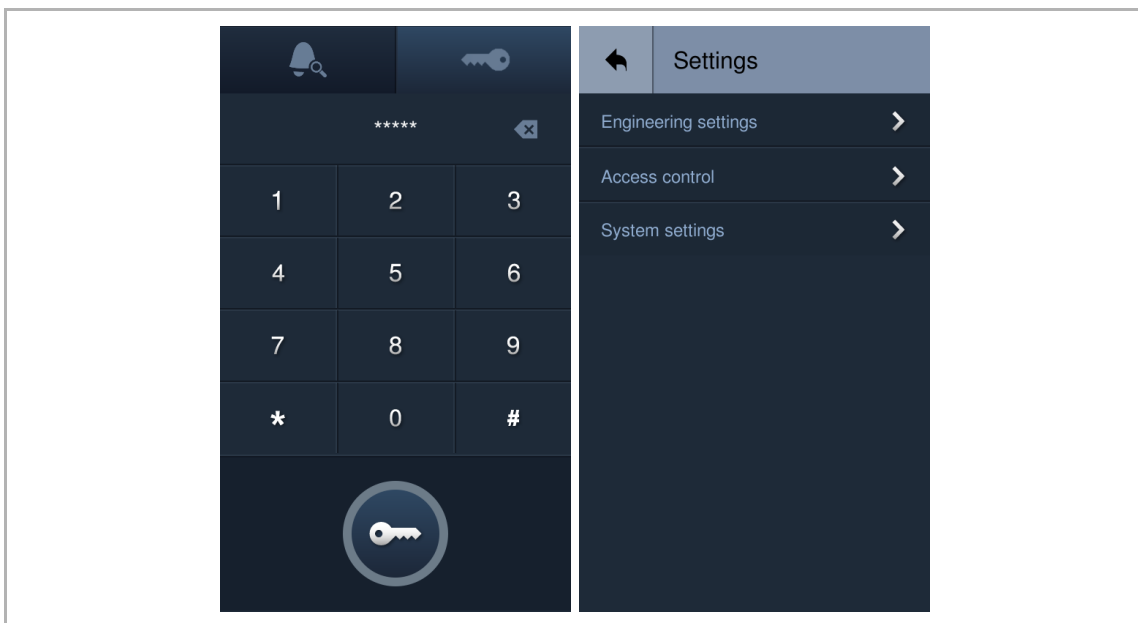 *****
1 2 3
4 5 6
7 8 9
* 0 #
Settings
Engineering settings
Access control
System settings